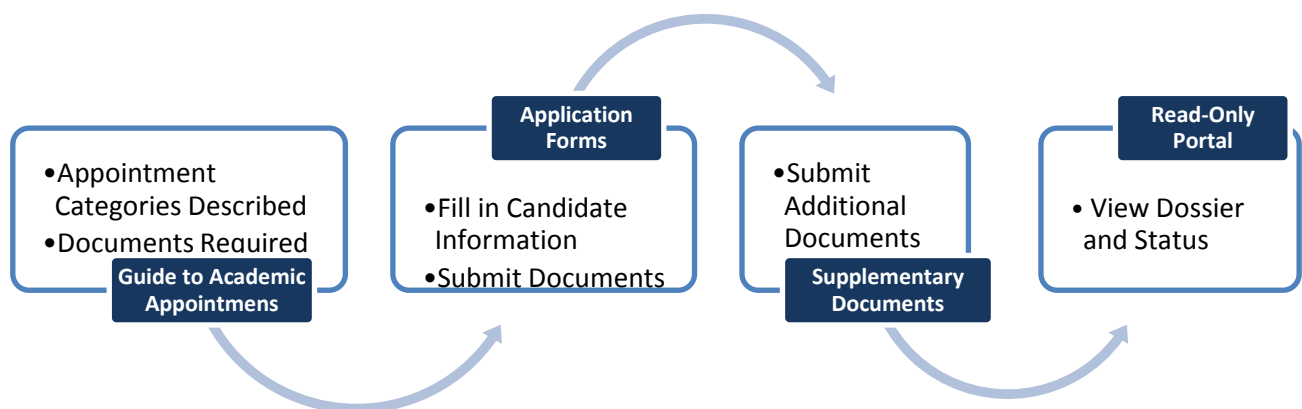 •Appointment
Categories Described
•Documents Required
Guide to Academic
Appointmens
Application
Forms
•Fill in Candidate
Information
•Submit Documents
•Submit
Additional
Documents
Supplementary
Documents
Read-Only
Portal
• View Dossier
and Status